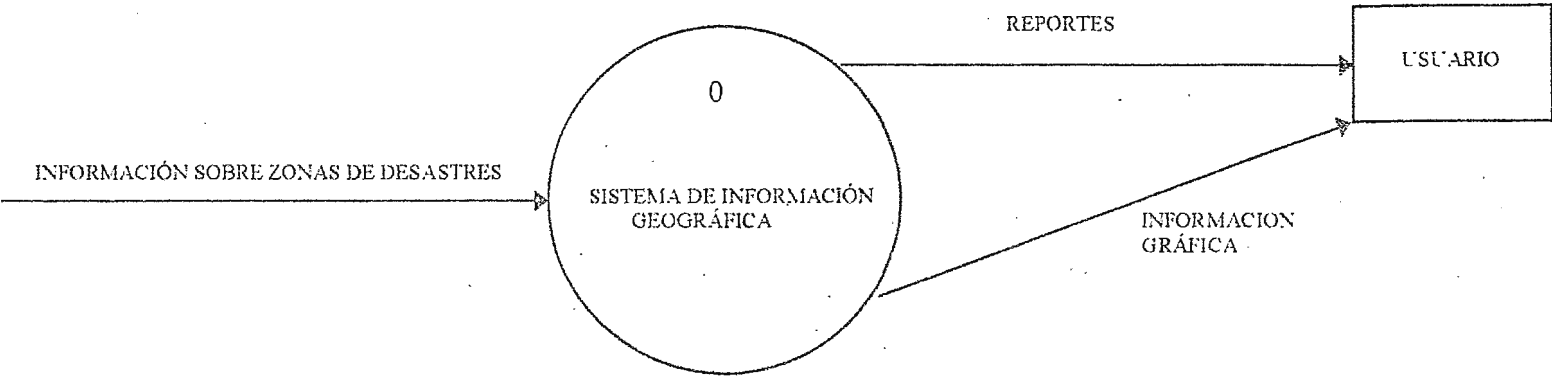 REPORTES
USUARIO
0
INFORMACIÓN SOBRE ZONAS DE DESASTRES
SISTEMA DE INFORMACIÓN
GEOGRÁFICA
INFORMACION
GRÁFICA